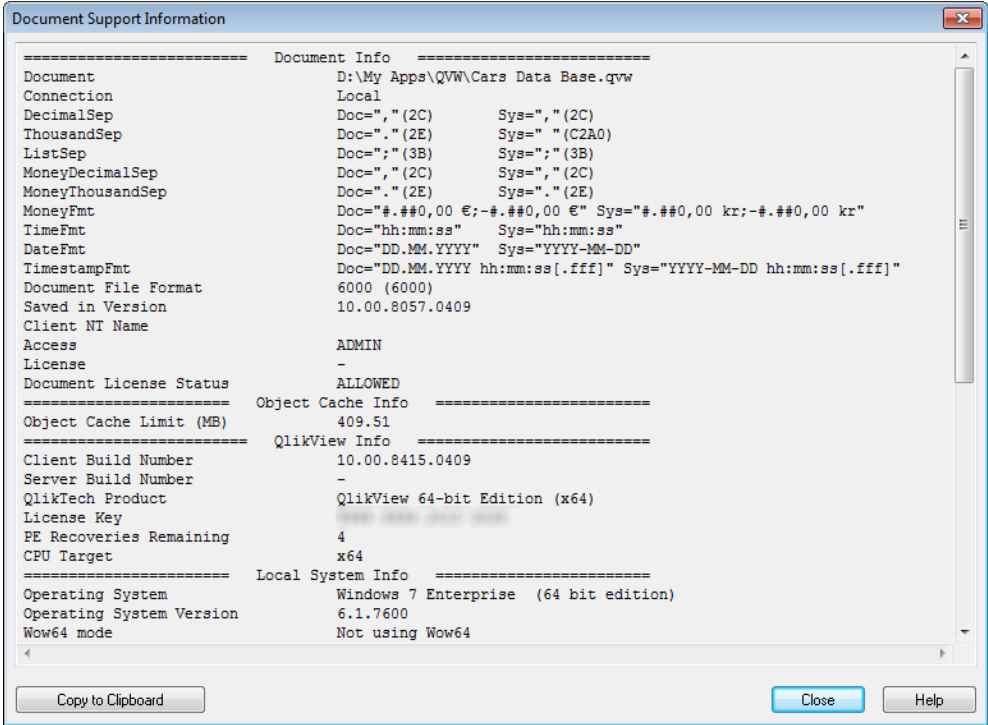 Document Support Information
========================= Document Info ==========================
Document D:\My Apps\QVW\Cars Data Base.qvw
Connection Local
DecimalSep Doc=","(2C) Sys=","(2C)
ThousandSep Doc="."(2E) Sys=" "(C2A0)
ListSep Doc=";"(3B) Sys=";"(3B)
MoneyDecimalSep Doc=","(2C) Sys=","(2C)
MoneyThousandSep Doc="."(2E) Sys="."(2E)
MoneyFmt Doc="#.##0,00 €;-#.##0,00 €" Sys="#.##0,00 kr;-#.##0,00 kr"
TimeFmt Doc="hh:mm:ss" Sys="hh:mm:ss"
DateFmt Doc="DD.MM.YYYY" Sys="YYYY-MM-DD"
TimestampFmt Doc="DD.MM.YYYY hh:mm:ss[.fff]" Sys="YYYY-MM-DD hh:mm:ss[.fff]"
Document File Format 6000 (6000)
Saved in Version 10.00.8057.0409
Client NT Name
Access ADMIN
License -
Document License Status ALLOWED
======================= Object Cache Info ========================
Object Cache Limit (MB) 409.51
========================= QlikView Info ==========================
Client Build Number 10.00.8415.0409
Server Build Number -
QlikTech Product QlikView 64-bit Edition (x64)
License Key
PE Recoveries Remaining 4
CPU Target x64
======================= Local System Info ========================
Operating System Windows 7 Enterprise (64 bit edition)
Operating System Version 6.1.7600
Wow64 mode Not using Wow64
Copy to Clipboard Close Help